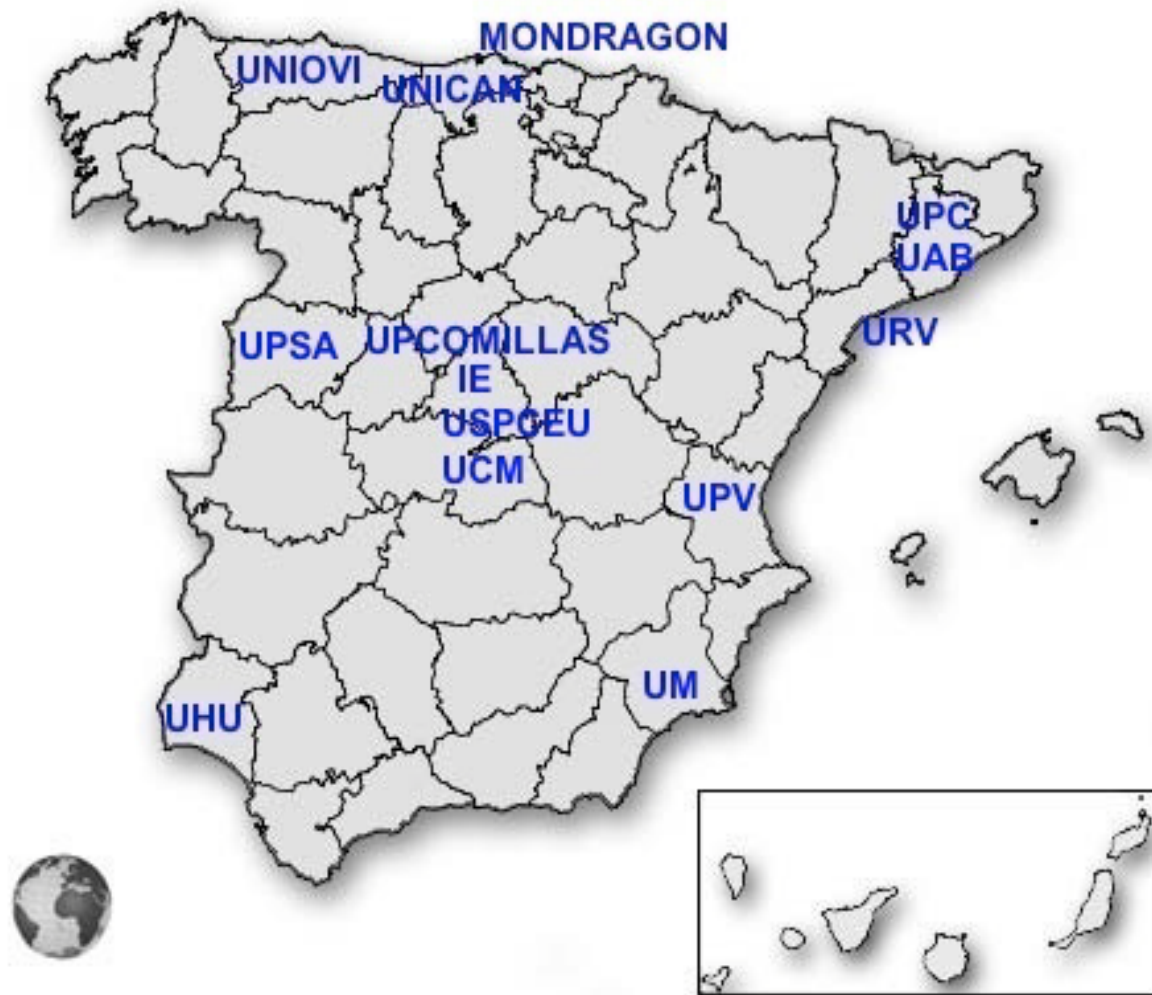 MONDRAGON
UNIOVI
UNICAN
UPC
UAB
URV
UPSA
UPCOMILLAS
IE
USPCEU
UCM
UPV
UM
UHU